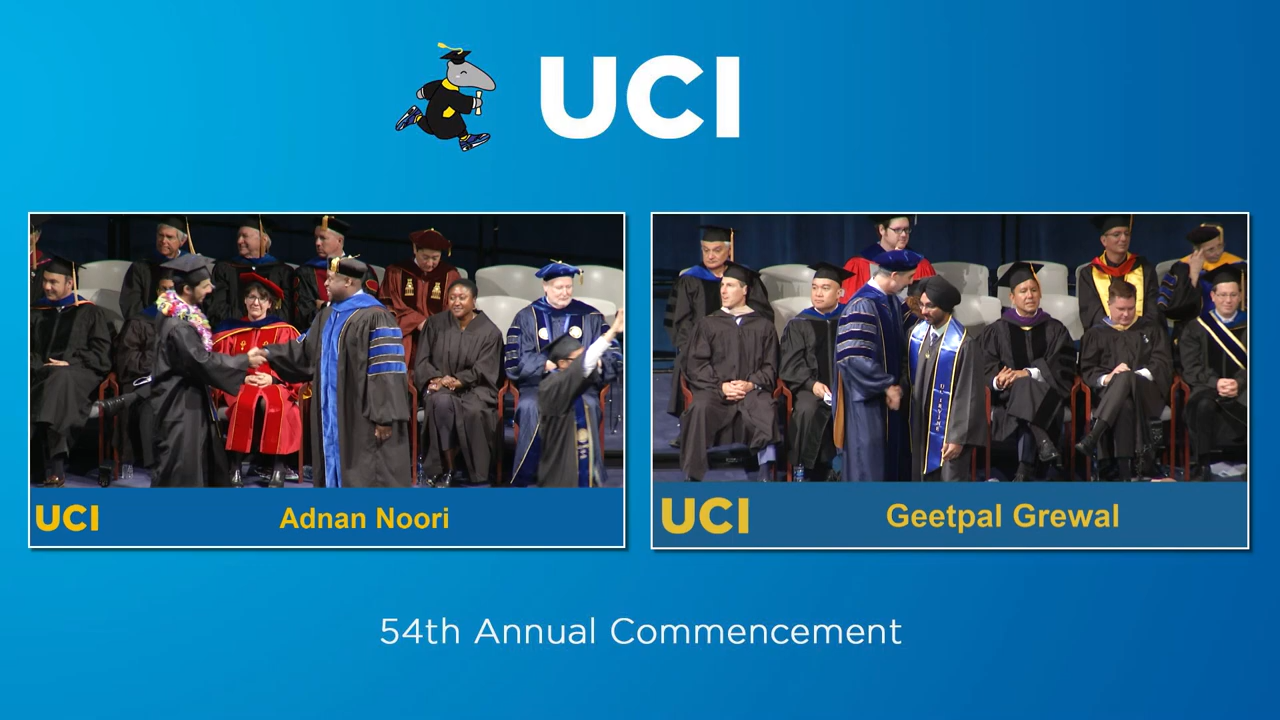 UCI
UCI
Adnan Noori
UCI
Geetpal Grewal
54th Annual Commencement